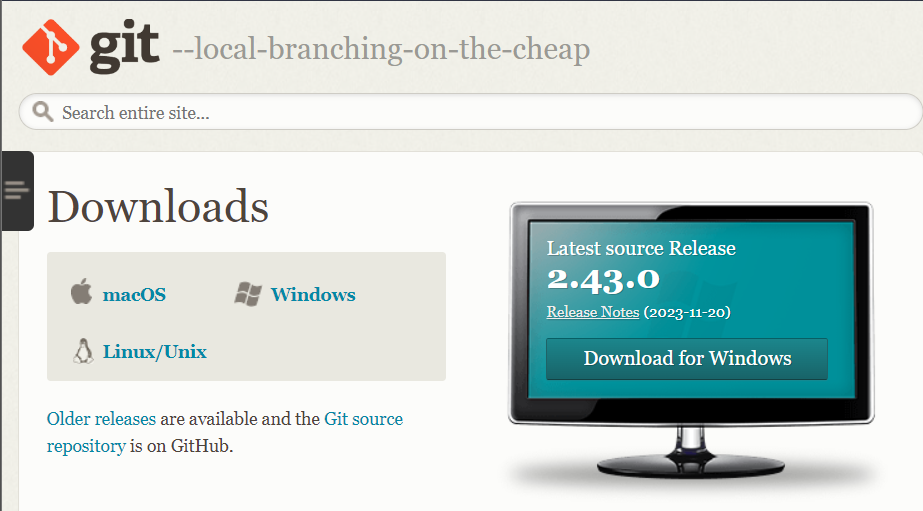 git --local-branching-on-the-cheap
Search entire site...
Downloads
macOS
Windows
Linux/Unix
Older releases are available and the Git source
repository is on GitHub.
Latest source Release
2.43.0
Release Notes (2023-11-20)
Download for Windows